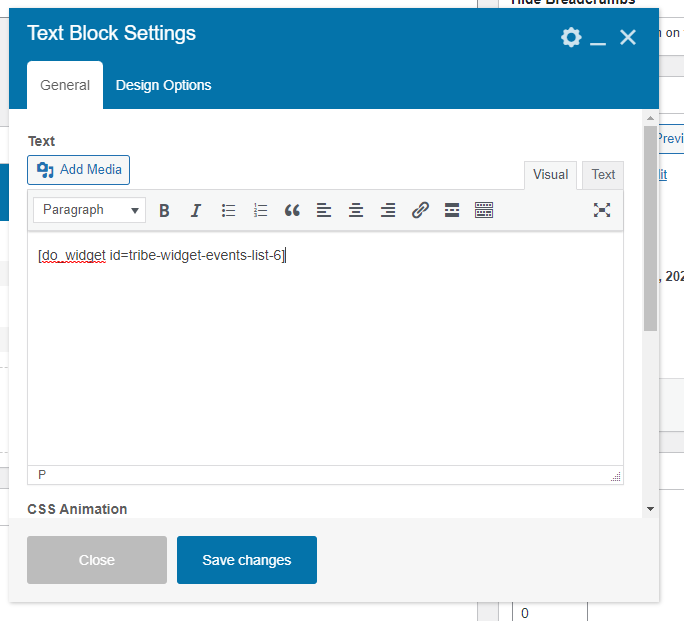 Hide Breadcrumbs
Text Block Settings
General
Design Options
Text
Add Media
Visual
Text
Paragraph
B
I
[do_widget id=tribe-widget-events-list-6]
P
CSS Animation
Close
Save changes
n on
Previ
lit
, 202
0